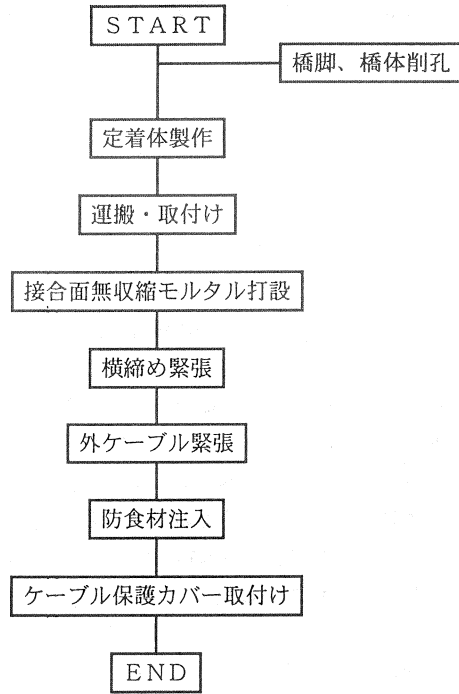 START
橋脚、橋体削孔
定着体製作
運搬・取付け
接合面無収縮モルタル打設
横締め緊張
外ケーブル緊張
防食材注入
ケーブル保護カバー取付け
END